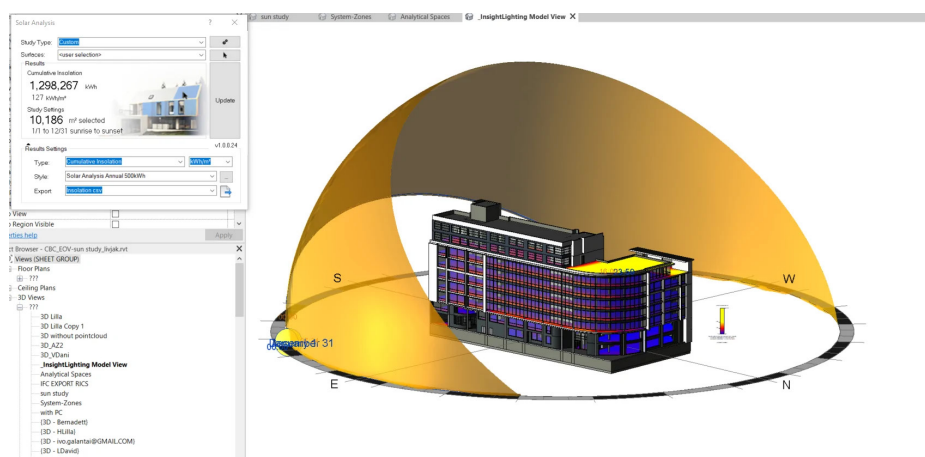 Solar Analysis ? ×
sun study System-Zones Analytical Spaces _InsightLighting Model View X
Study Type: Custom
Surfaces: <user selection>
Results
Cumulative Insolation
1,298,267 kWh
127 kWh/m²
Study Settings
10,186 m² selected
1/1 to 12/31 sunrise to sunset
Update
v1.0.0.24
Results Settings
Type: Cumulative Insolation kWh/m²
Style: Solar Analysis Annual 500kWh ...
Export Insolation csv
View
Region Visible
rties help Apply
ct Browser - CBC_EOV-sun study_livjak.rvt X
Views (SHEET GROUP)
Floor Plans
???
Ceiling Plans
3D Views
???
3D Lilla
3D Lilla Copy 1
3D without pointcloud
3D_AZ2
3D_VDani
_InsightLighting Model View
Analytical Spaces
IFC EXPORT RICS
sun study
System-Zones
with PC
{3D - Bernadett}
{3D - HLilla}
{3D - ivo.galantai@GMAIL.COM}
{3D - LDavid}
S
W
E
N